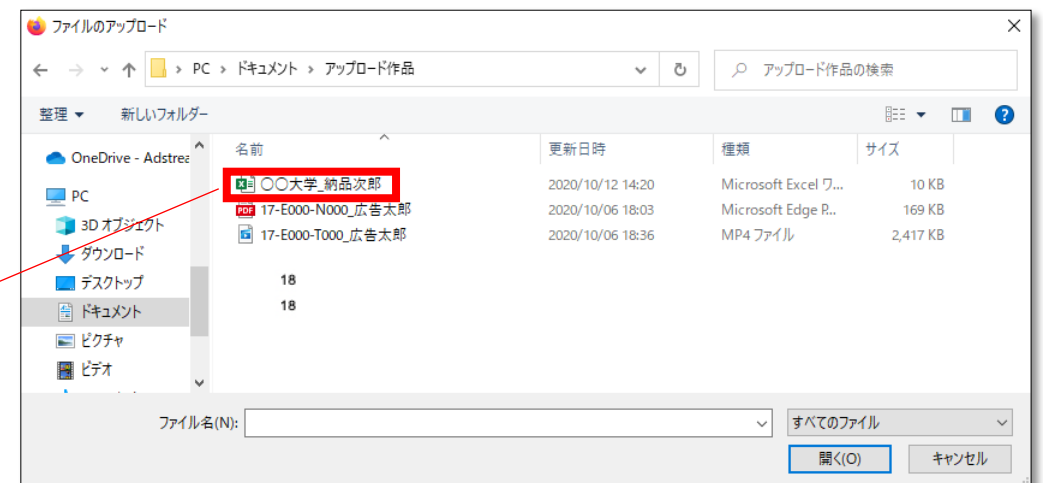 ファイルのアップロード
PC › ドキュメント › アップロード作品
アップロード作品の検索
整理
新しいフォルダー
名前
更新日時
種類
サイズ
OneDrive - Adstrea
PC
3D オブジェクト
ダウンロード
デスクトップ
ドキュメント
ピクチャ
ビデオ
〇〇大学_納品次郎 2020/10/12 14:20 Microsoft Excel ワ... 10 KB
PDF 17-E000-N000_広告太郎 2020/10/06 18:03 Microsoft Edge P... 169 KB
17-E000-T000_広告太郎 2020/10/06 18:36 MP4 ファイル 2,417 KB
18
18
ファイル名(N):
すべてのファイル
開く(O)
キャンセル